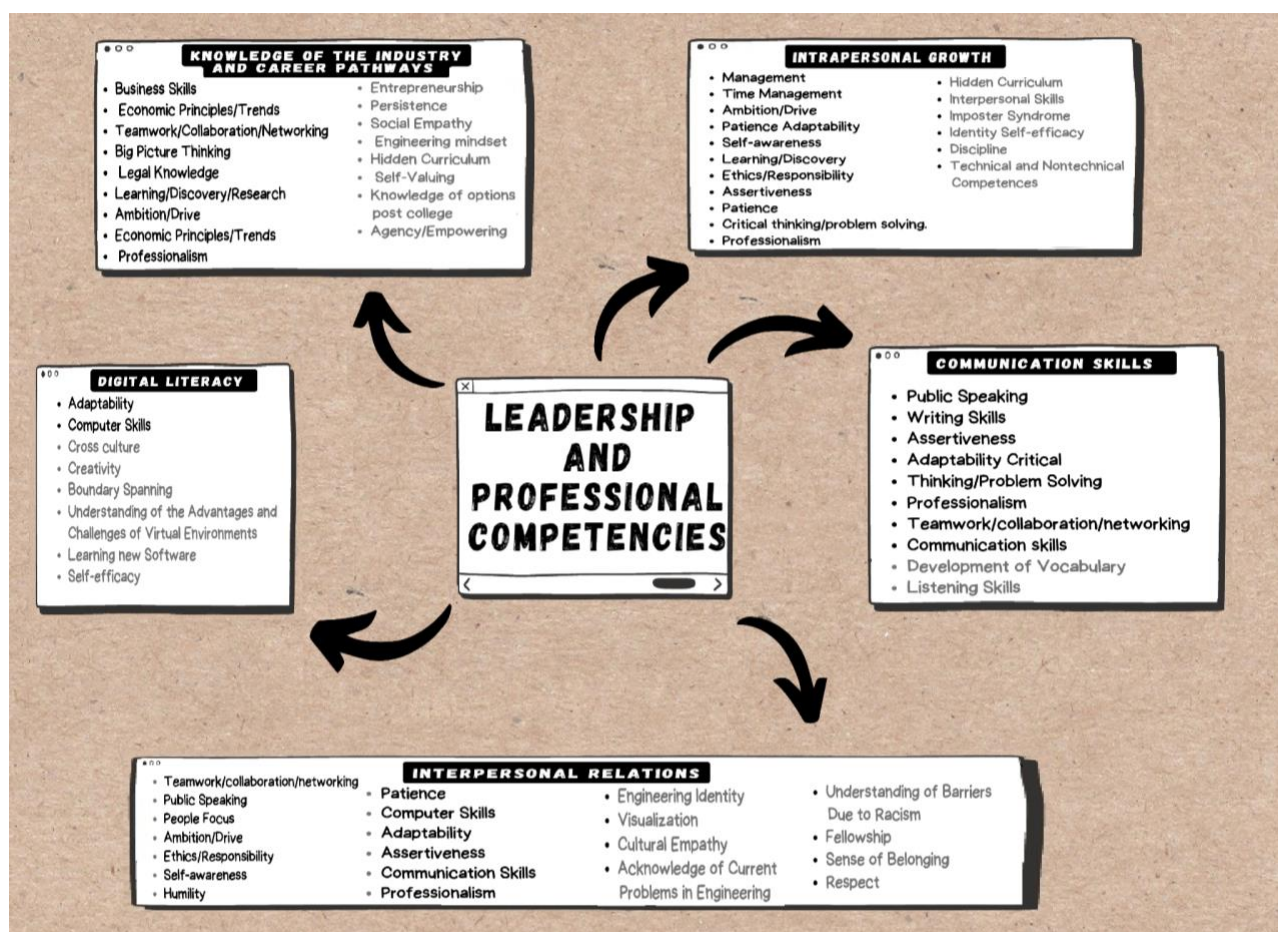 KNOWLEDGE OF THE INDUSTRY
AND CAREER PATHWAYS
• Business Skills
• Economic Principles/Trends
• Teamwork/Collaboration/Networking
• Big Picture Thinking
• Legal Knowledge
• Learning/Discovery/Research
• Ambition/Drive
• Economic Principles/Trends
• Professionalism
• Entrepreneurship
• Persistence
• Social Empathy
Engineering mindset
• Hidden Curriculum
• Self-Valuing
• Knowledge of options
post college
• Agency/Empowering
INTRAPERSONAL GROWTH
• Management
• Time Management
• Ambition/Drive
• Patience Adaptability
• Self-awareness
• Learning/Discovery
• Ethics/Responsibility
• Assertiveness
• Patience
• Critical thinking/problem solving.
• Professionalism
• Hidden Curriculum
• Interpersonal Skills
• Imposter Syndrome
• Identity Self-efficacy
• Discipline
• Technical and Nontechnical
Competences
DIGITAL LITERACY
• Adaptability
• Computer Skills
• Cross culture
• Creativity
• Boundary Spanning
• Understanding of the Advantages and
Challenges of Virtual Environments
• Learning new Software
• Self-efficacy
LEADERSHIP
AND
PROFESSIONAL
COMPETENCIES
COMMUNICATION SKILLS
• Public Speaking
• Writing Skills
• Assertiveness
• Adaptability Critical
• Thinking/Problem Solving
• Professionalism
• Teamwork/collaboration/networking
• Communication skills
• Development of Vocabulary
• Listening Skills
INTERPERSONAL RELATIONS
• Teamwork/collaboration/networking
• Public Speaking
• People Focus
• Ambition/Drive
• Ethics/Responsibility
• Self-awareness
• Humility
• Patience
• Computer Skills
• Adaptability
• Assertiveness
• Communication Skills
• Professionalism
• Engineering Identity
• Visualization
• Cultural Empathy
• Acknowledge of Current
Problems in Engineering
• Understanding of Barriers
Due to Racism
• Fellowship
• Sense of Belonging
• Respect